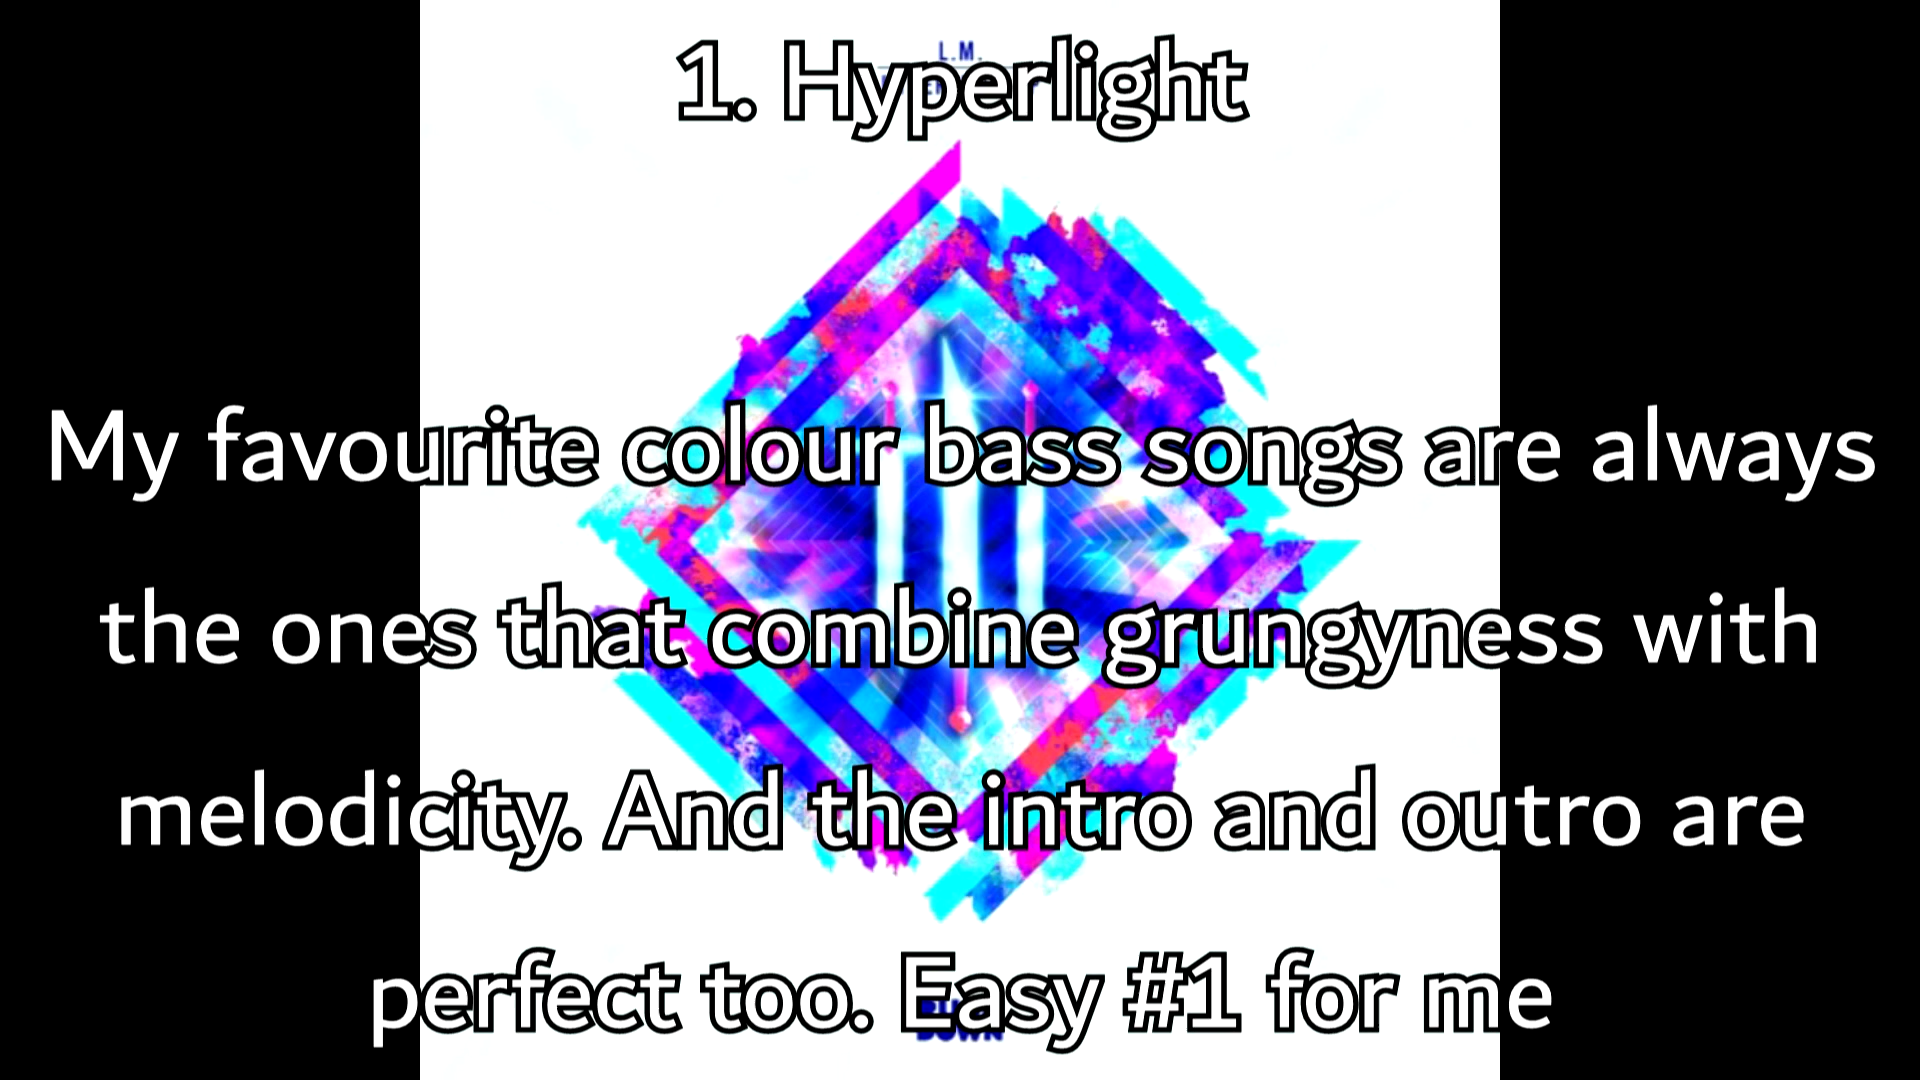 L.M.
1. Hyperlight
My favourite colour bass songs are always
the ones that combine grungyness with
melodicity. And the intro and outro are
perfect too. Easy #1 for me
DOWN